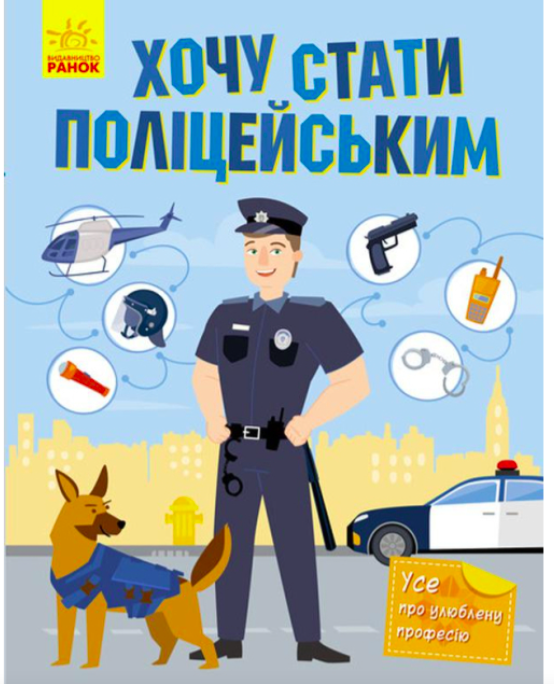 ВИДАВНИЦТВО
РАНОК
ХОЧУ СТАТИ
ПОЛІЦЕЙСЬКИМ
Усе
про улюблену
професію